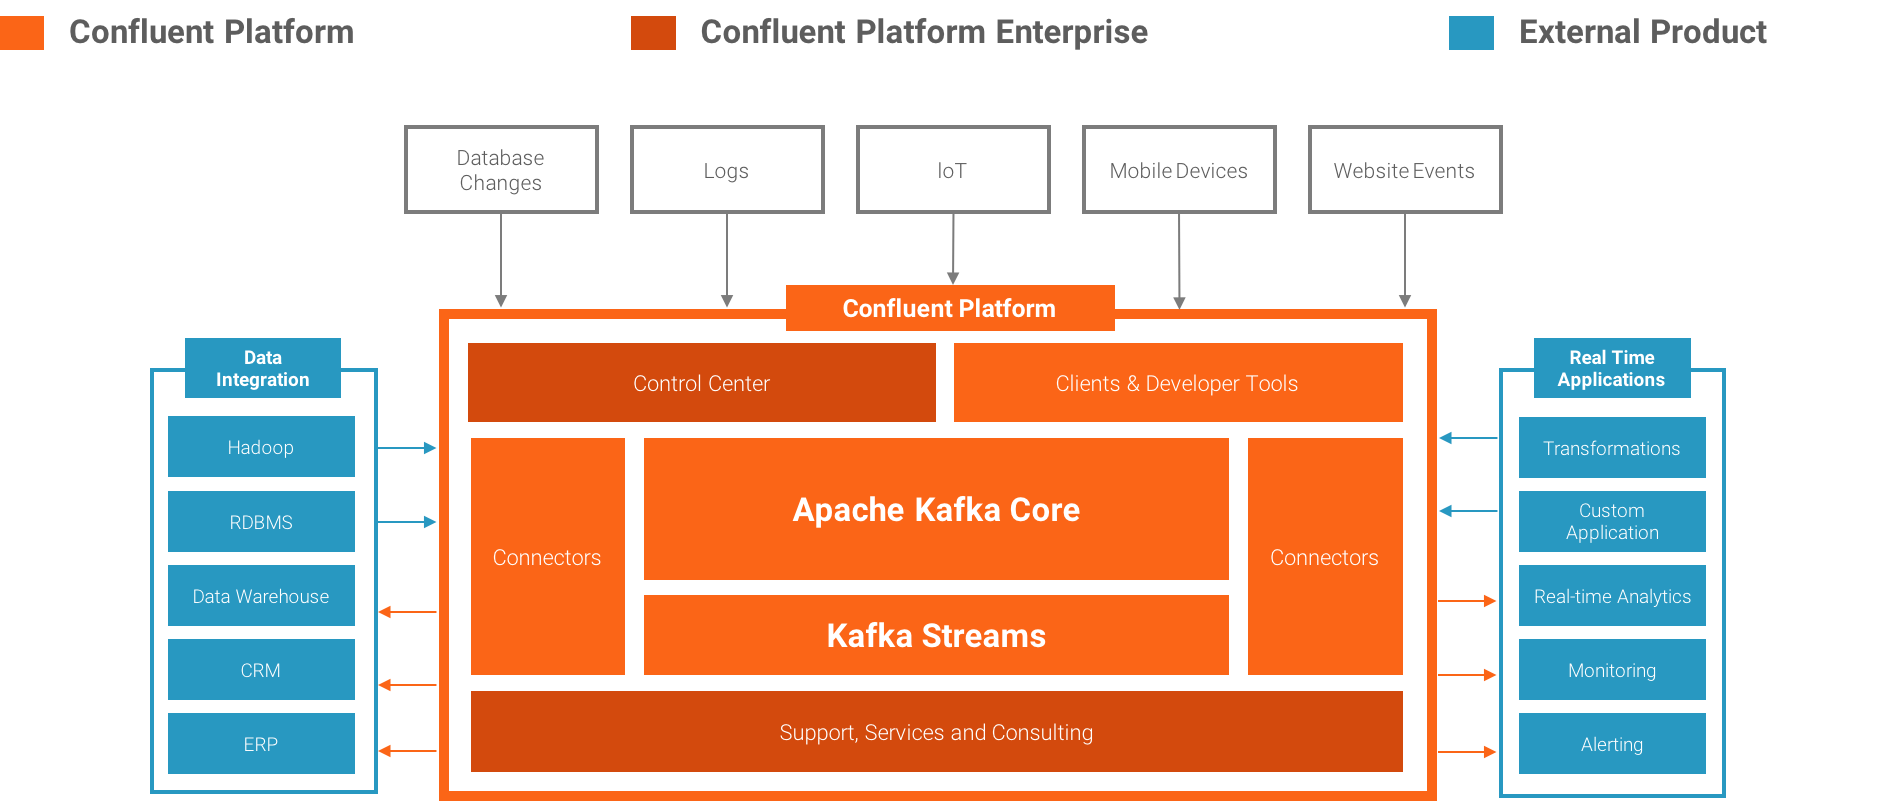 Confluent Platform
Confluent Platform Enterprise
External Product
Database
Changes
Logs
IoT
Mobile Devices
Website Events
Confluent Platform
Data
Integration
Hadoop
RDBMS
Data Warehouse
CRM
ERP
Control Center
Clients & Developer Tools
Connectors
Apache Kafka Core
Kafka Streams
Connectors
Support, Services and Consulting
Real Time
Applications
Transformations
Custom
Application
Real-time Analytics
Monitoring
Alerting